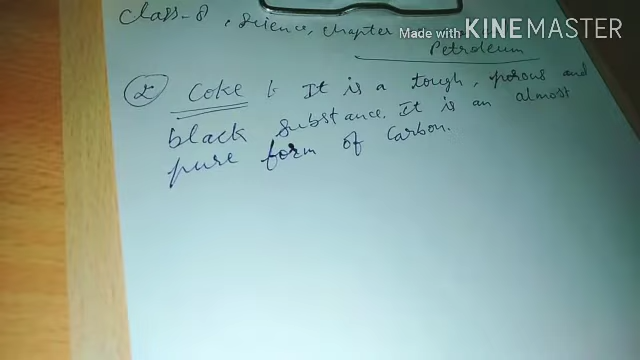 Class-8, Science, chapter
Made with KINEMASTER
Petroleum
② Coke :- It is a tough, porous and
black substance. It is an almost
pure form of Carbon.